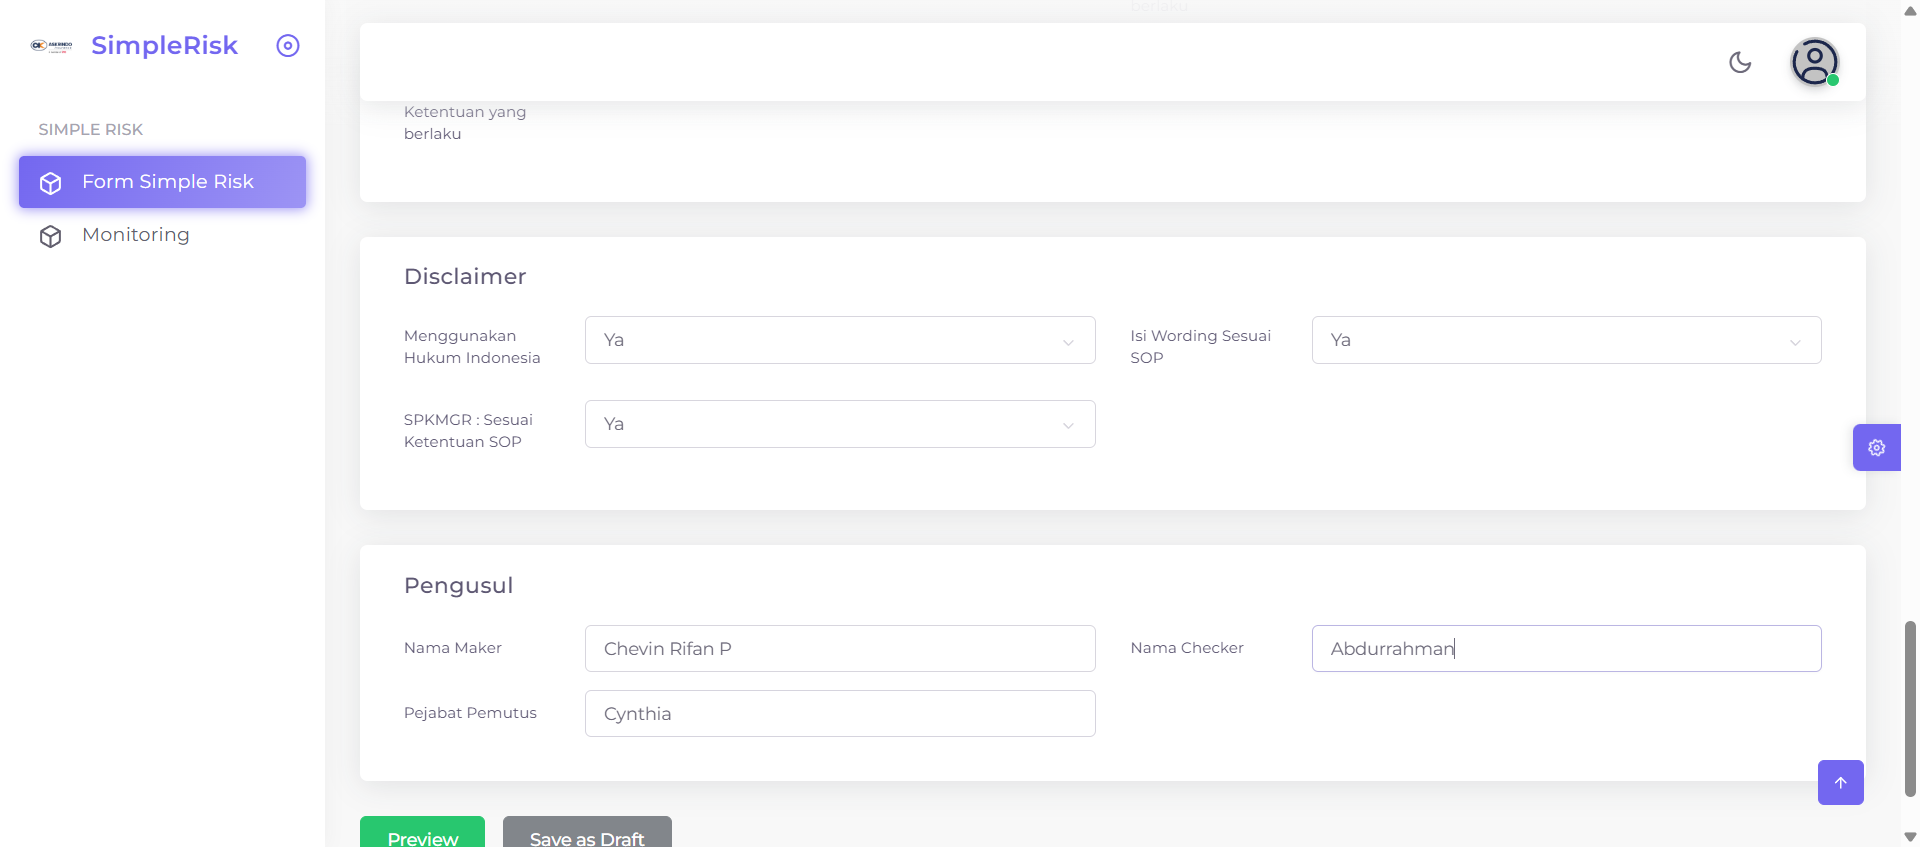 SimpleRisk
SIMPLE RISK
Form Simple Risk
Monitoring
berlaku
Ketentuan yang
berlaku
Disclaimer
Menggunakan
Hukum Indonesia
Ya
Isi Wording Sesuai
SOP
Ya
SPKMGR : Sesuai
Ketentuan SOP
Ya
Pengusul
Nama Maker
Chevin Rifan P
Nama Checker
Abdurrahman
Pejabat Pemutus
Cynthia
Preview
Save as Draft